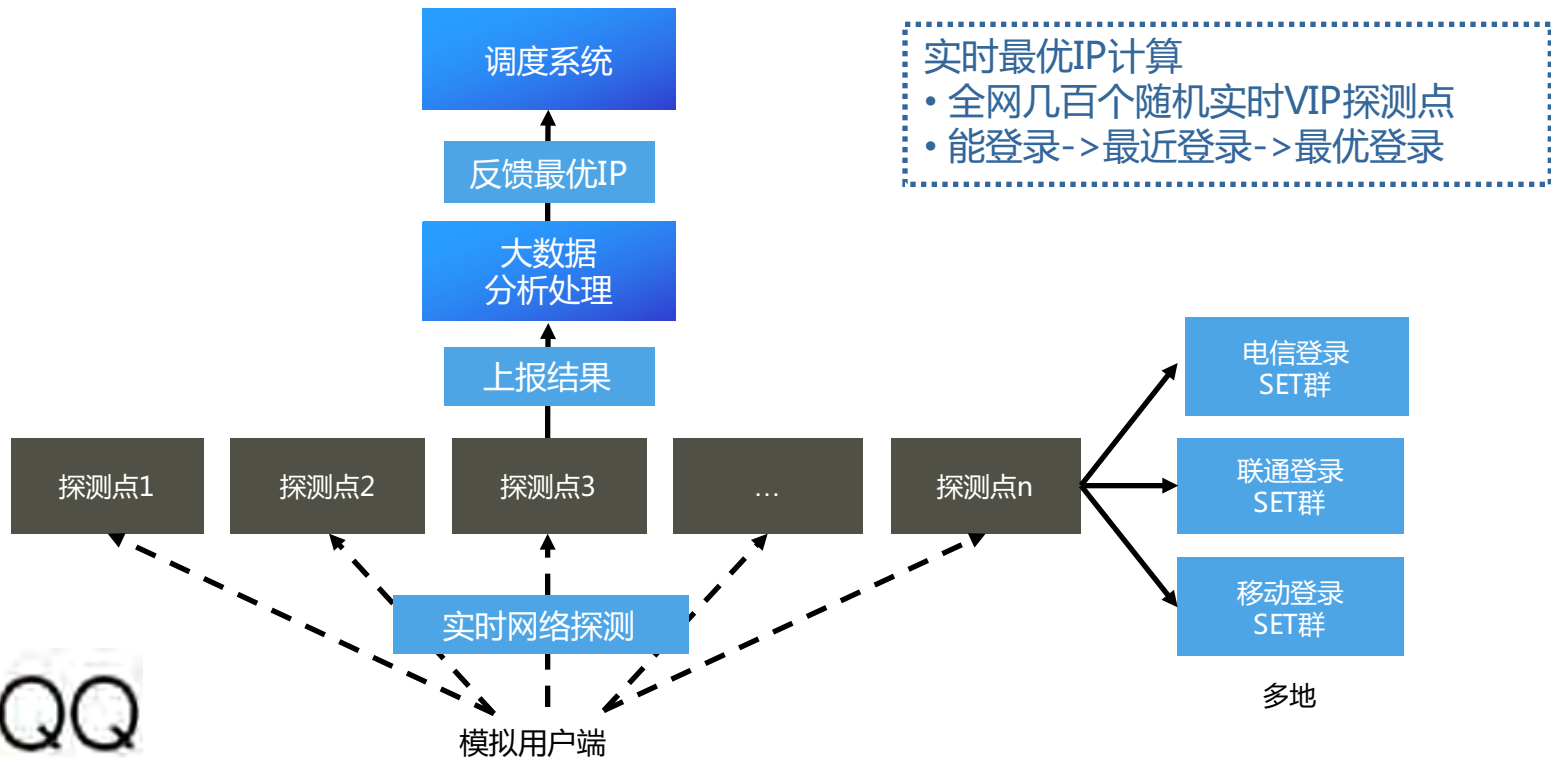 调度系统
实时最优IP计算
• 全网几百个随机实时VIP探测点
• 能登录->最近登录->最优登录
反馈最优IP
大数据
分析处理
上报结果
电信登录
SET群
探测点1
探测点2
探测点3
…
探测点n
联通登录
SET群
移动登录
SET群
实时网络探测
多地
QQ
模拟用户端